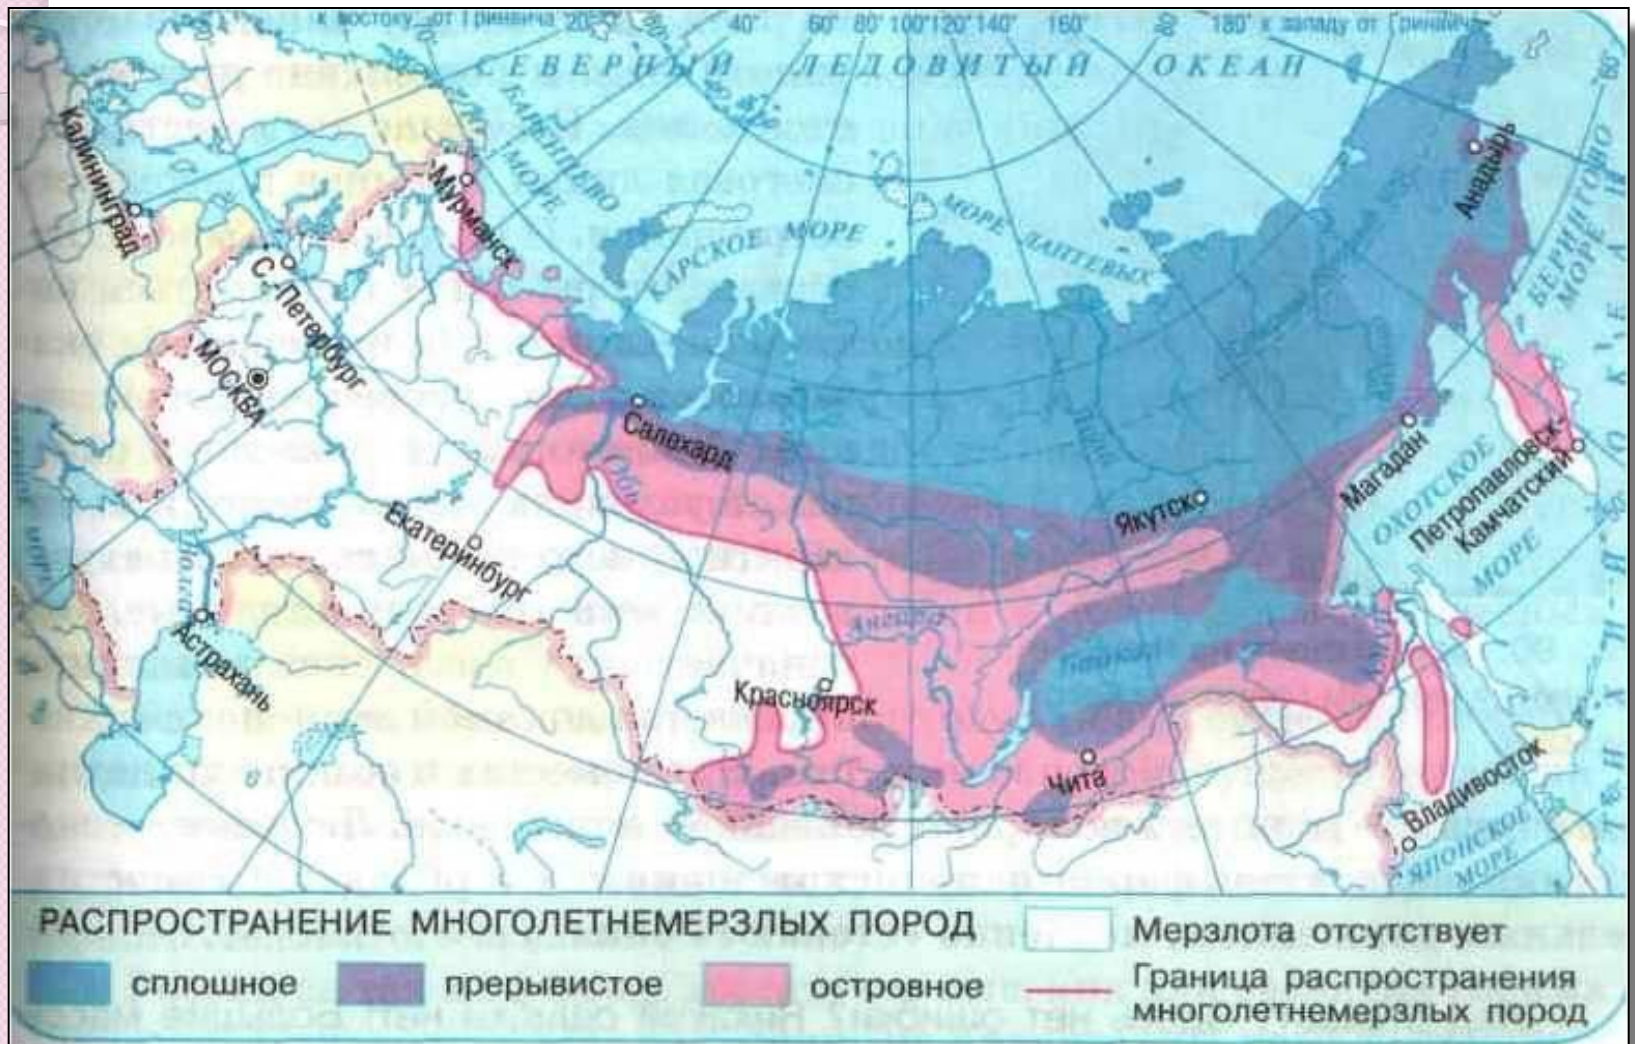 к востоку от Гринвича 20° 40° 60° 80° 100° 120° 140° 160° 180° к западу от Гринвича
СЕВЕРНЫЙ ЛЕДОВИТЫЙ ОКЕАН
БАРЕНЦЕВО
МОРЕ
КАРСКОЕ МОРЕ
МОРЕ ЛАПТЕВЫХ
БЕРИНГОВО
МОРЕ
Калининград
Мурманск
Анадырь
С.-Петербург
МОСКВА
Салехард
Обь
Лена
Якутск
Магадан
ОХОТСКОЕ
МОРЕ
Петропавловск-
Камчатский
Екатеринбург
Волга
Астрахань
Ангара
Байкал
Красноярск
Чита
Владивосток
ЯПОНСКОЕ
МОРЕ
РАСПРОСТРАНЕНИЕ МНОГОЛЕТНЕМЕРЗЛЫХ ПОРОД
сплошное
прерывистое
островное
Мерзлота отсутствует
Граница распространения
многолетнемерзлых пород